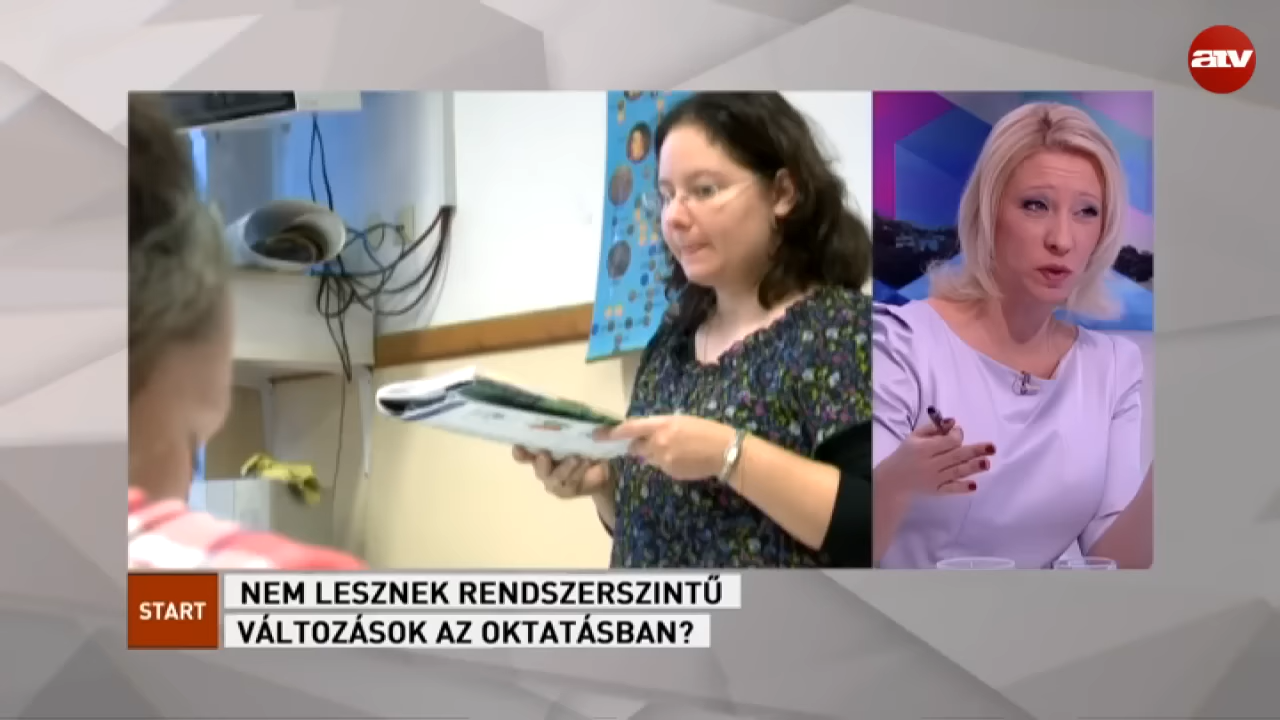 atv
START
NEM LESZNEK RENDSZERSZINTŰ
VÁLTOZÁSOK AZ OKTATÁSBAN?